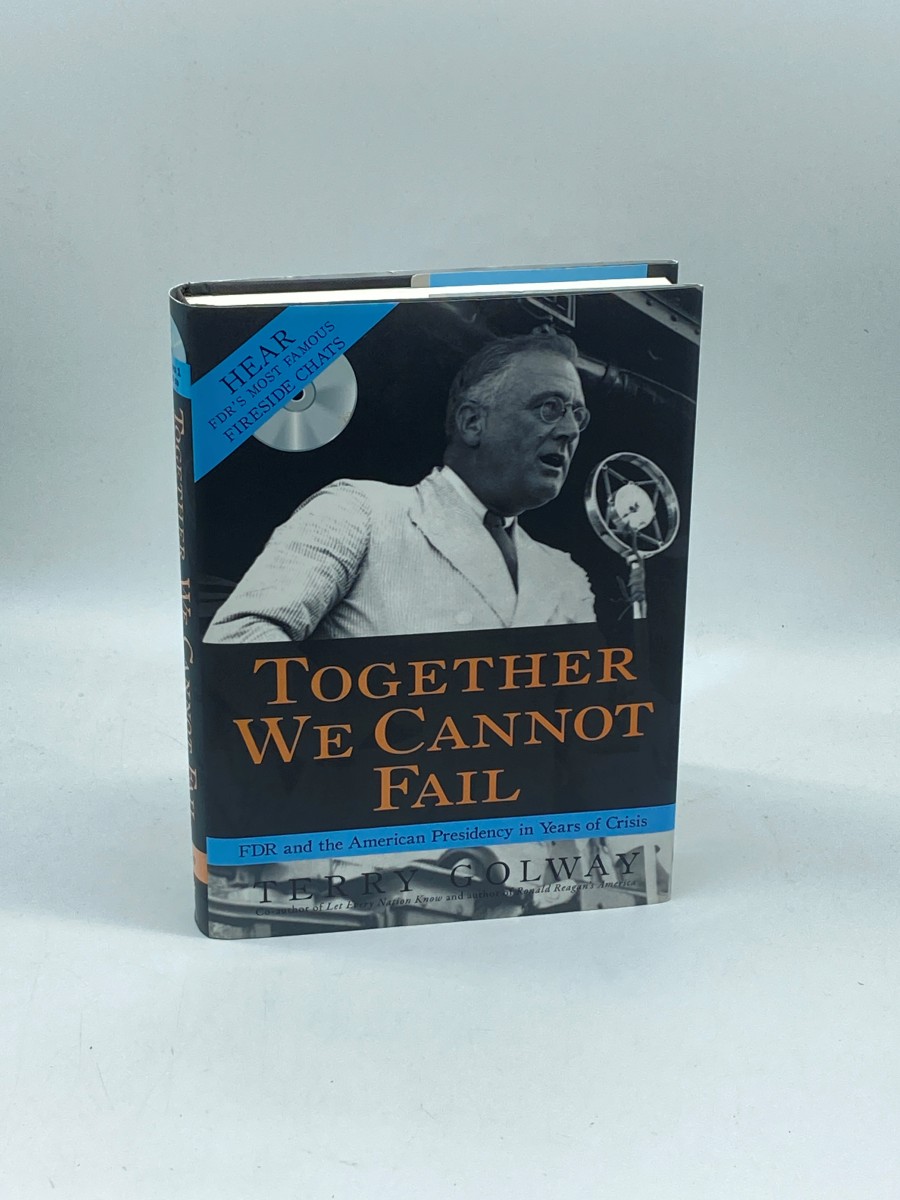 HEAR
FDR'S MOST FAMOUS
FIRESIDE CHATS
TOGETHER
WE CANNOT
FAIL
FDR and the American Presidency in Years of Crisis
TERRY GOLWAY
Co-author of Let Every Nation Know and author of Ronald Reagan's America
TOGETHER WE CANNOT FAIL